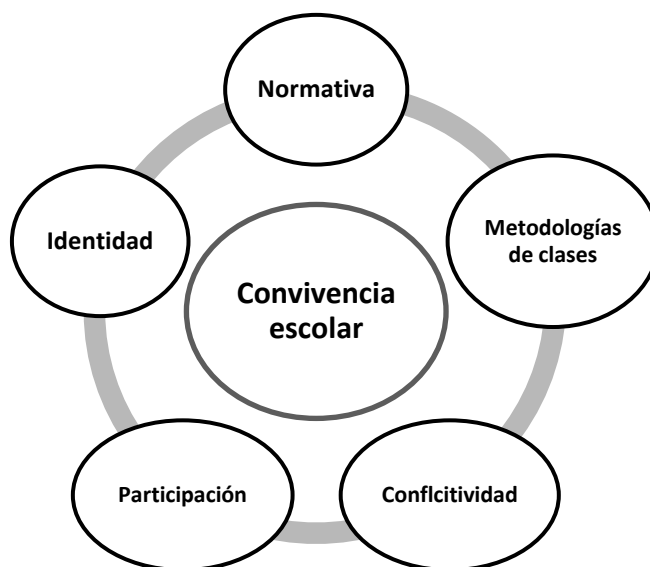 Normativa
Metodologías
de clases
Identidad
Convivencia
escolar
Participación
Conflcitividad